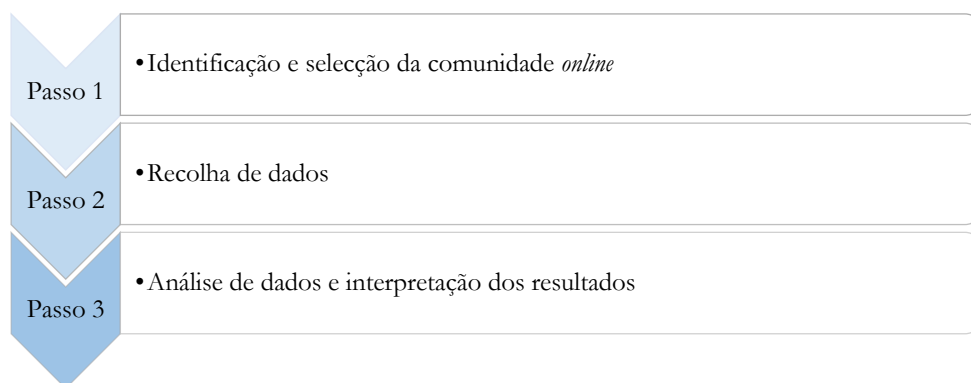 Passo 1
•Identificação e selecção da comunidade online
Passo 2
•Recolha de dados
Passo 3
•Análise de dados e interpretação dos resultados